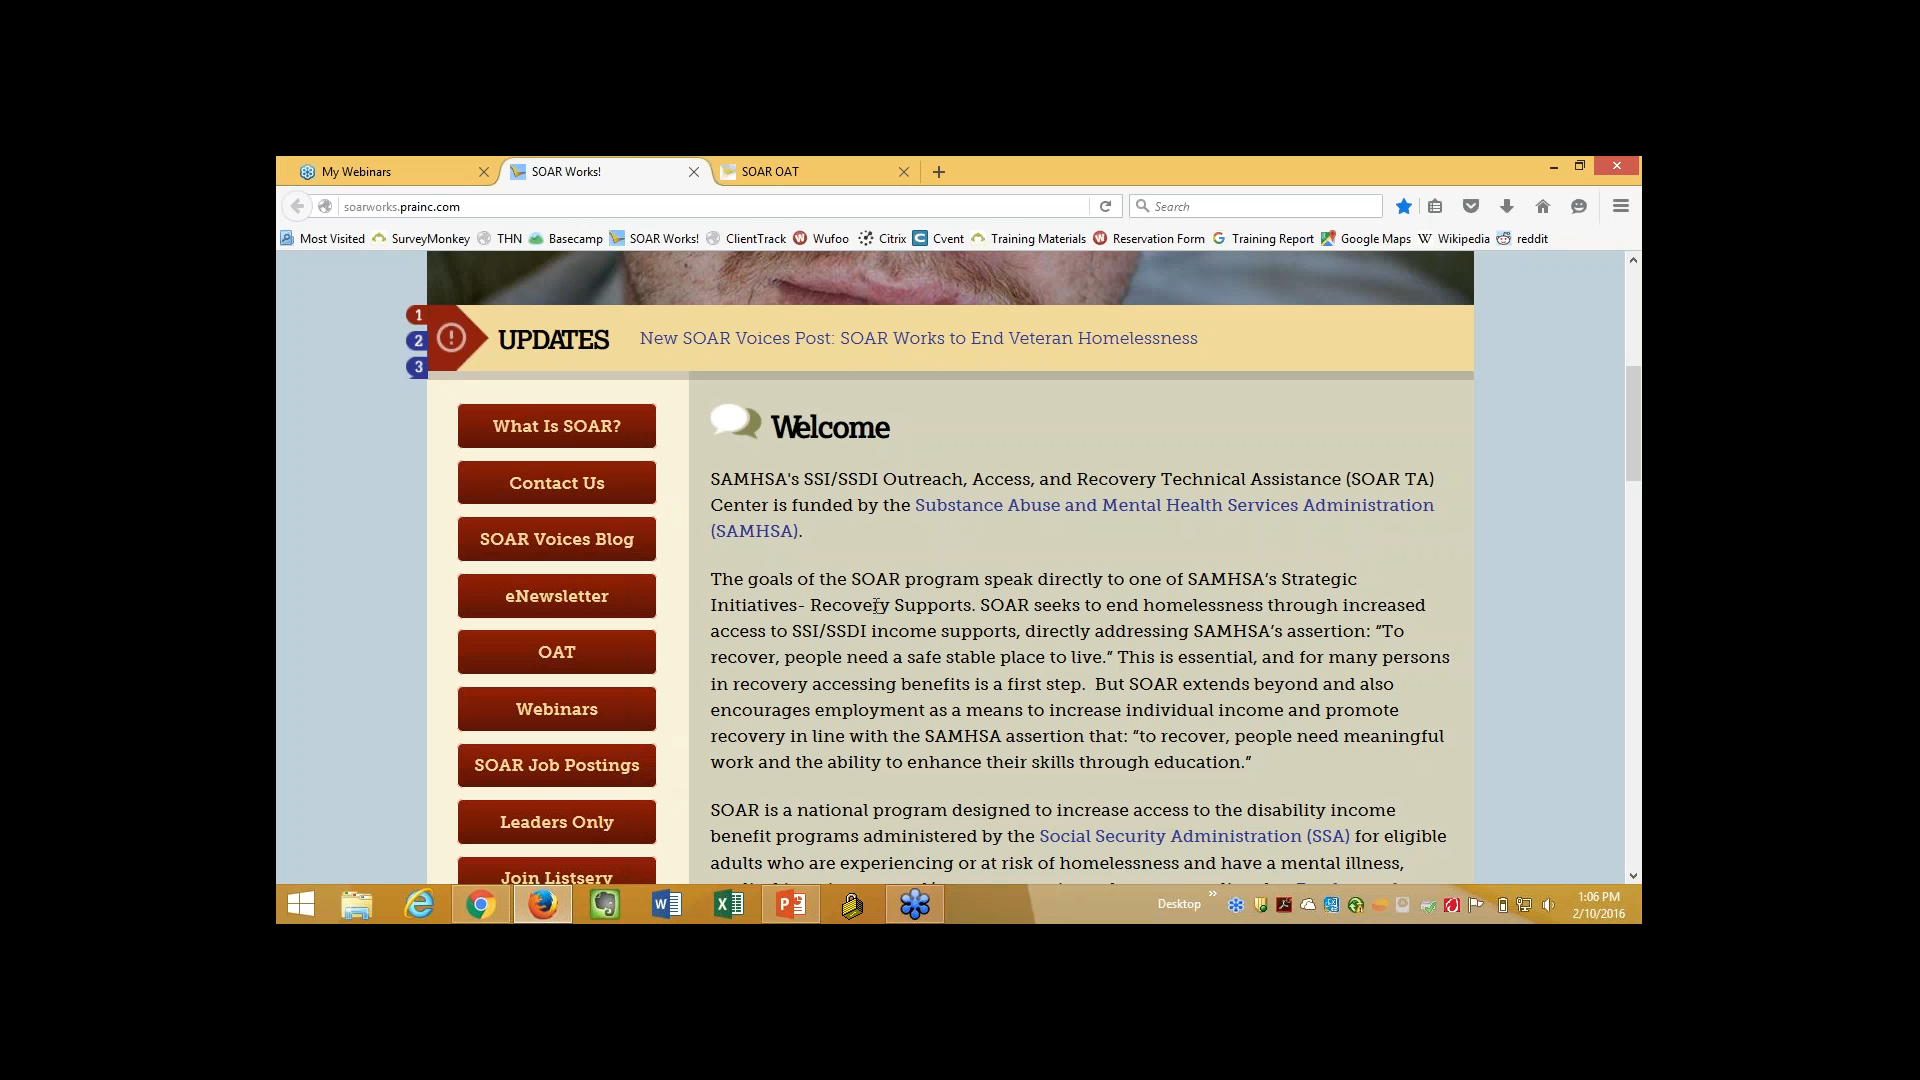 My Webinars
SOAR Works!
SOAR OAT
soarworks.prainc.com
Search
Most Visited SurveyMonkey THN Basecamp SOAR Works! ClientTrack Wufoo Citrix Cvent Training Materials Reservation Form Training Report Google Maps Wikipedia reddit
1
2
3
UPDATES
New SOAR Voices Post: SOAR Works to End Veteran Homelessness
What Is SOAR?
Contact Us
SOAR Voices Blog
eNewsletter
OAT
Webinars
SOAR Job Postings
Leaders Only
Join Listserv
Welcome
SAMHSA's SSI/SSDI Outreach, Access, and Recovery Technical Assistance (SOAR TA)
Center is funded by the Substance Abuse and Mental Health Services Administration
(SAMHSA).
The goals of the SOAR program speak directly to one of SAMHSA’s Strategic
Initiatives- Recovery Supports. SOAR seeks to end homelessness through increased
access to SSI/SSDI income supports, directly addressing SAMHSA’s assertion: “To
recover, people need a safe stable place to live.” This is essential, and for many persons
in recovery accessing benefits is a first step.  But SOAR extends beyond and also
encourages employment as a means to increase individual income and promote
recovery in line with the SAMHSA assertion that: “to recover, people need meaningful
work and the ability to enhance their skills through education.”
SOAR is a national program designed to increase access to the disability income
benefit programs administered by the Social Security Administration (SSA) for eligible
adults who are experiencing or at risk of homelessness and have a mental illness,
Desktop
1:06 PM
2/10/2016